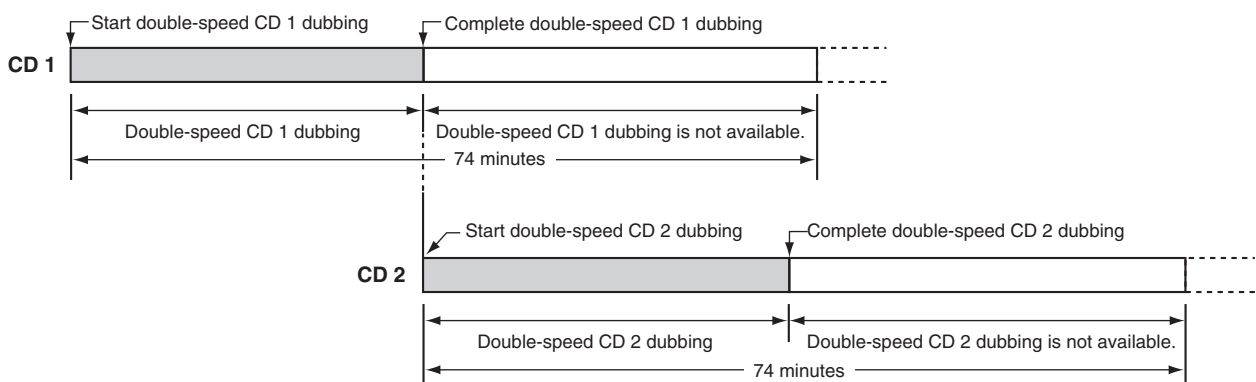 Start double-speed CD 1 dubbing
Complete double-speed CD 1 dubbing
CD 1
Double-speed CD 1 dubbing
Double-speed CD 1 dubbing is not available.
74 minutes
Start double-speed CD 2 dubbing
Complete double-speed CD 2 dubbing
CD 2
Double-speed CD 2 dubbing
Double-speed CD 2 dubbing is not available.
74 minutes